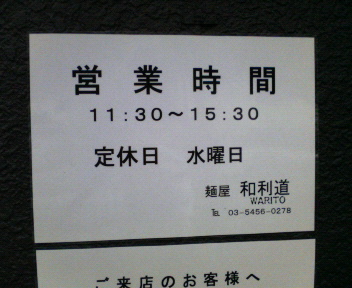 営業時間
11:30～15:30
定休日 水曜日
麺屋 和利道
WARITO
℡ 03-5456-0278
ご来店のお客様へ